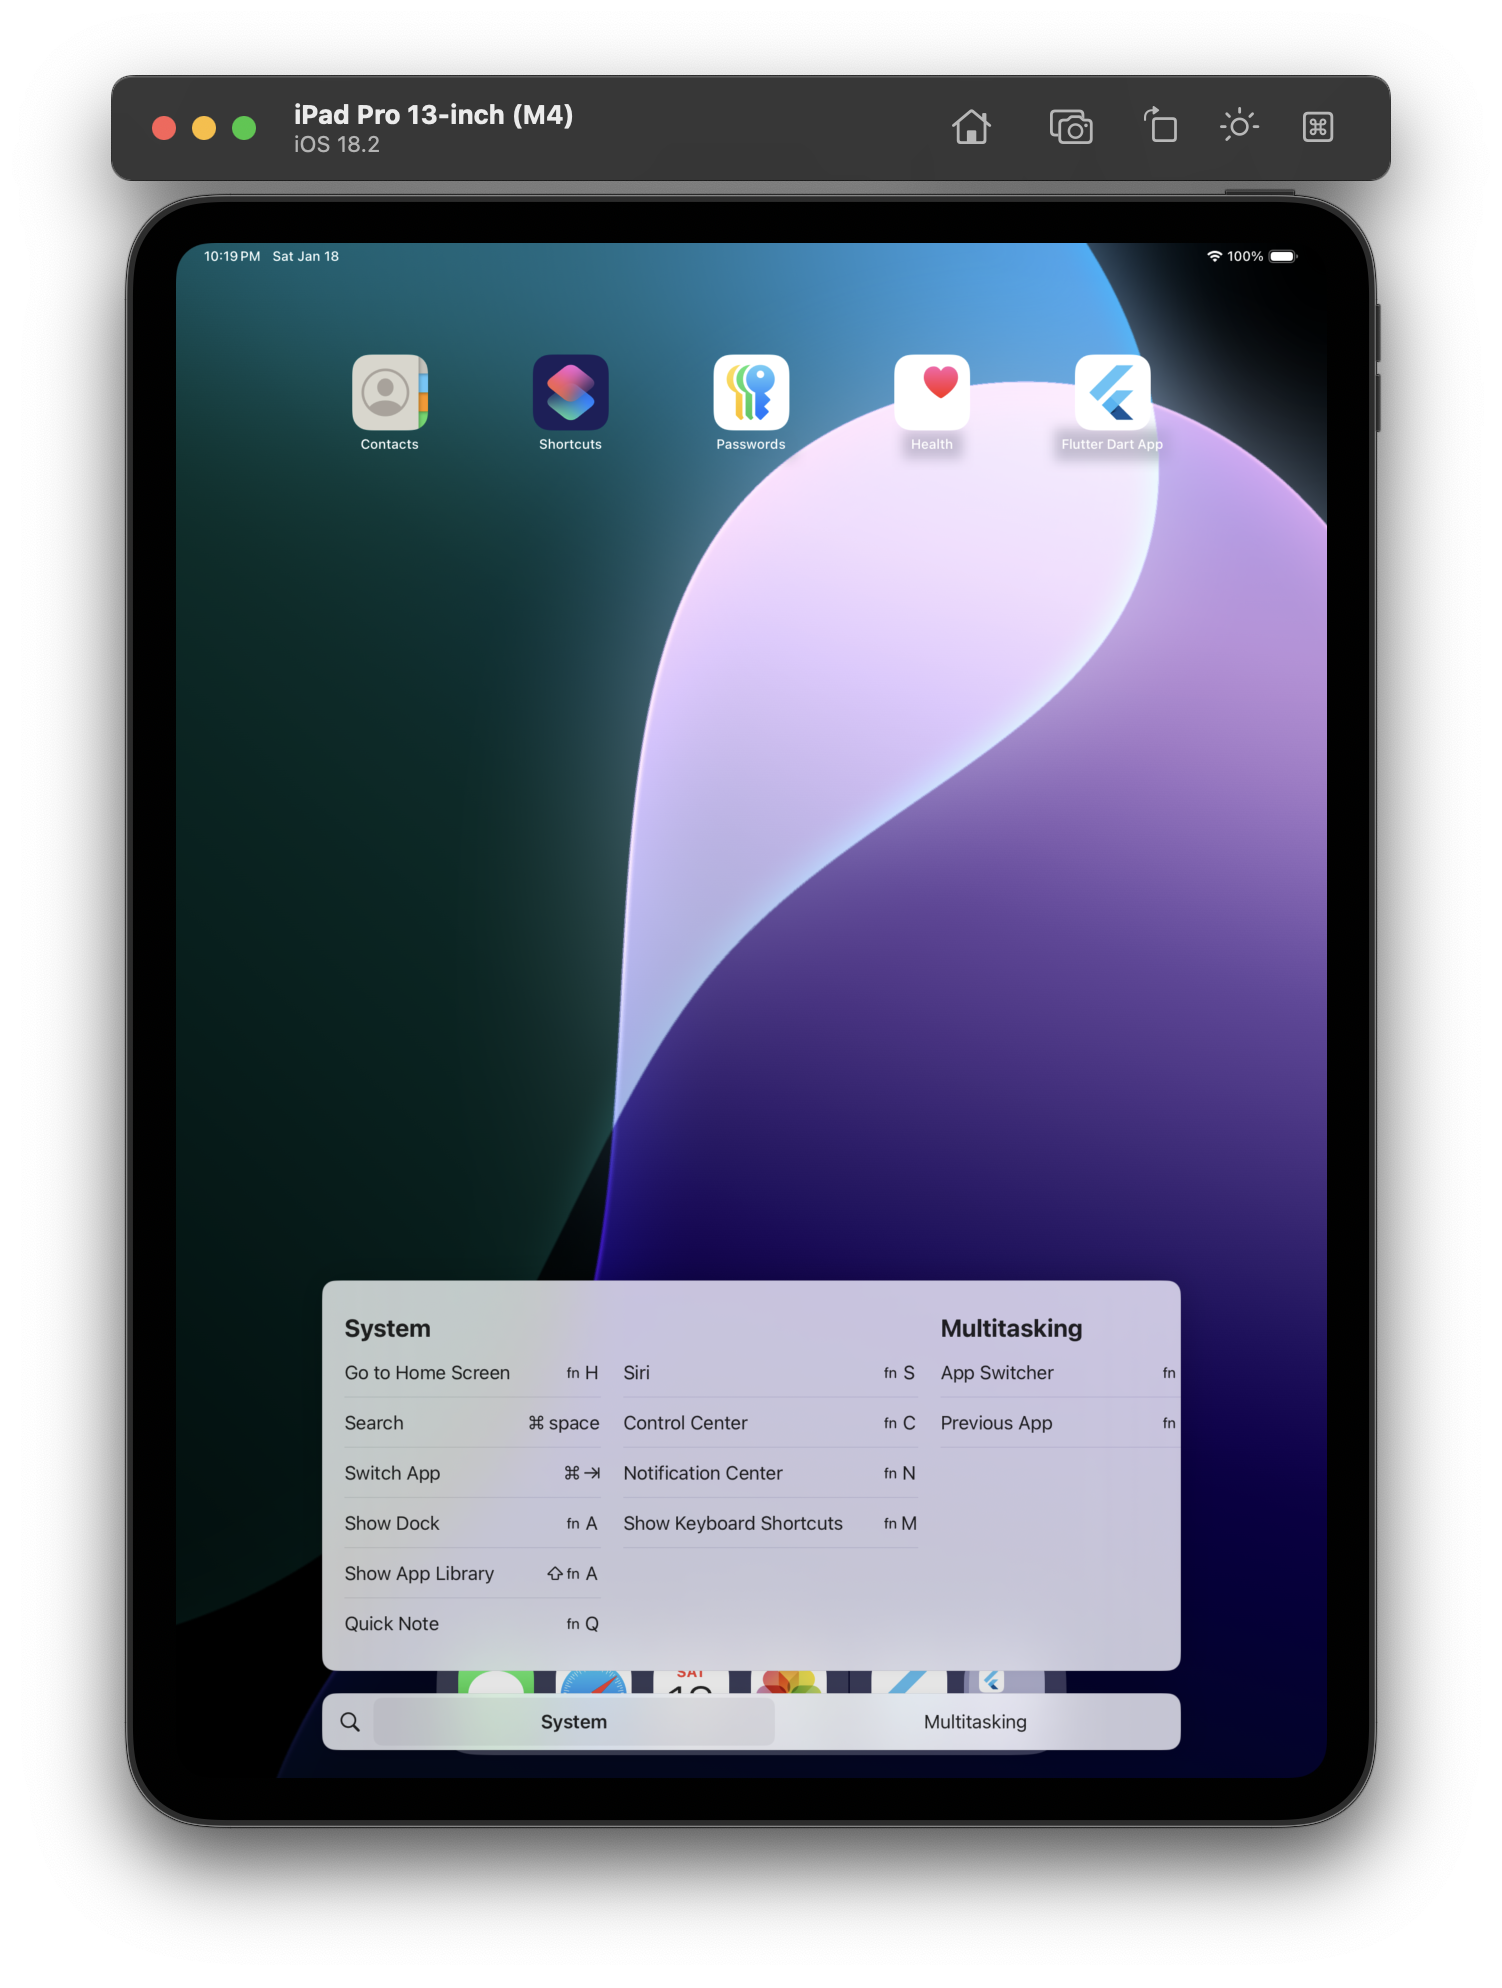 iPad Pro 13-inch (M4)
iOS 18.2
10:19 PM Sat Jan 18
100%
Contacts
Shortcuts
Passwords
Health
Flutter Dart App
System
Go to Home Screen fn H
Search ⌘ space
Switch App ⌘ ⇥
Show Dock fn A
Show App Library ⇧ fn A
Quick Note fn Q
Siri fn S
Control Center fn C
Notification Center fn N
Show Keyboard Shortcuts fn M
Multitasking
App Switcher fn
Previous App fn
SAT
System
Multitasking